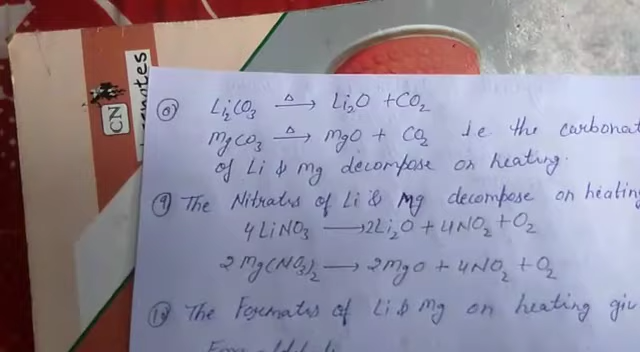 CN
notes
⑧ Li₂CO₃ —Δ→ Li₂O + CO₂
MgCO₃ —Δ→ MgO + CO₂ i.e the carbonat
of Li & Mg decompose on heating.
⑨ The Nitrates of Li & Mg decompose on heating
4LiNO₃ ⟶ 2Li₂O + 4NO₂ + O₂
2Mg(NO₃)₂ ⟶ 2MgO + 4NO₂ + O₂
⑩ The Formates of Li & Mg on heating giv